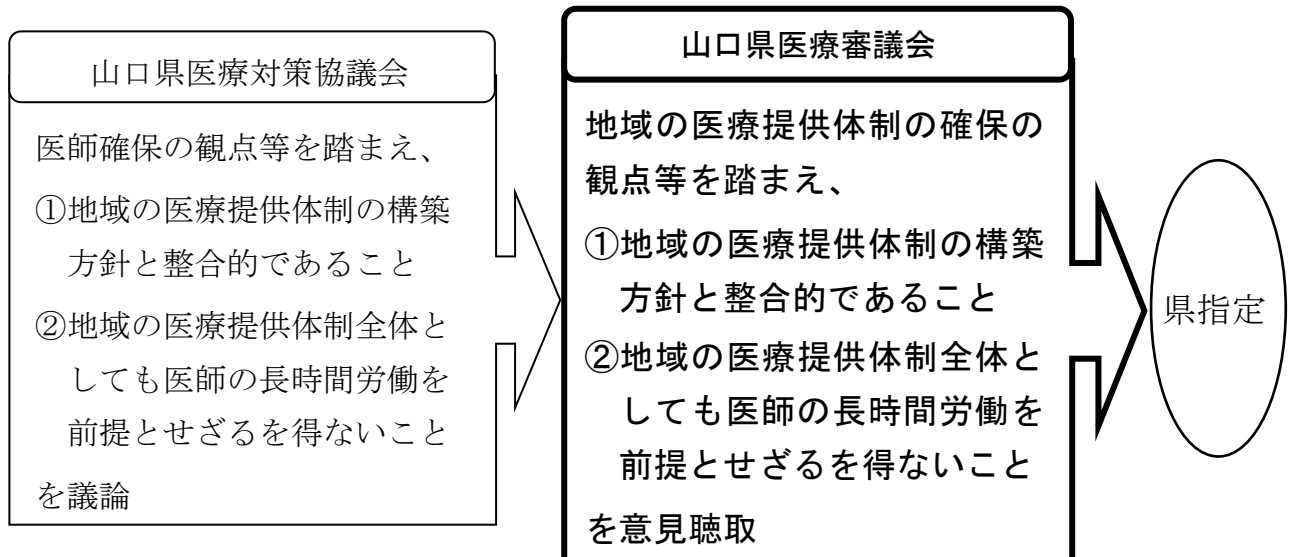 山口県医療対策協議会
医師確保の観点等を踏まえ、
①地域の医療提供体制の構築
方針と整合的であること
②地域の医療提供体制全体と
しても医師の長時間労働を
前提とせざるを得ないこと
を議論
山口県医療審議会
地域の医療提供体制の確保の
観点等を踏まえ、
①地域の医療提供体制の構築
方針と整合的であること
②地域の医療提供体制全体と
しても医師の長時間労働を
前提とせざるを得ないこと
を意見聴取
県指定